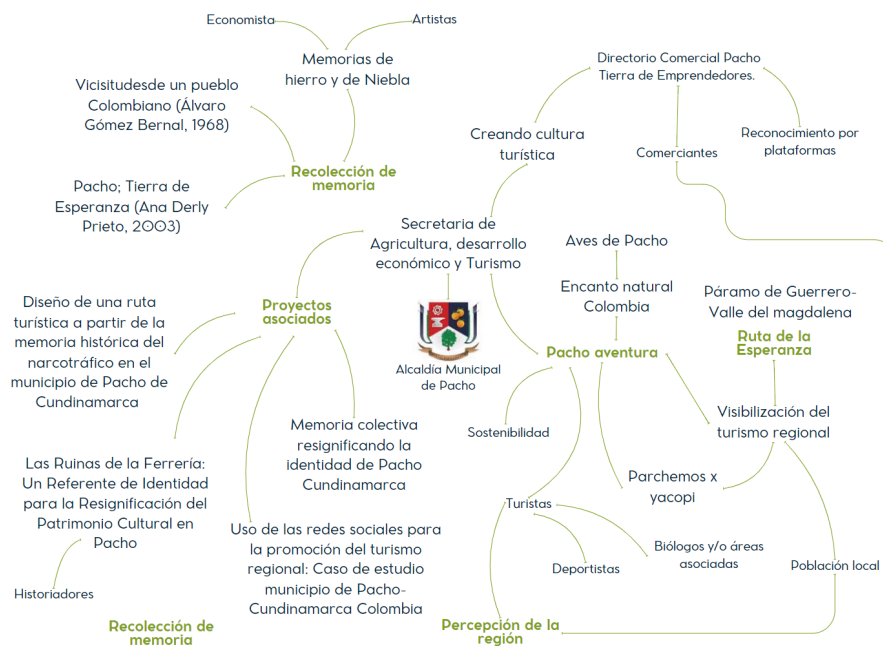 Economista
Artistas
Memorias de
hierro y de Niebla
Vicisitudesde un pueblo
Colombiano (Álvaro
Gómez Bernal, 1968)
Recolección de
memoria
Pacho; Tierra de
Esperanza (Ana Derly
Prieto, 2003)
Directorio Comercial Pacho
Tierra de Emprendedores.
Creando cultura
turística
Comerciantes
Reconocimiento por
plataformas
Secretaria de
Agricultura, desarrollo
económico y Turismo
Aves de Pacho
Encanto natural
Colombia
Páramo de Guerrero-
Valle del magdalena
Ruta de la
Esperanza
Proyectos
asociados
Diseño de una ruta
turística a partir de la
memoria histórica del
narcotráfico en el
municipio de Pacho de
Cundinamarca
Alcaldía Municipal
de Pacho
Pacho aventura
Sostenibilidad
Visibilización del
turismo regional
Memoria colectiva
resignificando la
identidad de Pacho
Cundinamarca
Las Ruinas de la Ferrería:
Un Referente de Identidad
para la Resignificación del
Patrimonio Cultural en
Pacho
Parchemos x
yacopi
Turistas
Uso de las redes sociales para
la promoción del turismo
regional: Caso de estudio
municipio de Pacho-
Cundinamarca Colombia
Deportistas
Biólogos y/o áreas
asociadas
Población local
Historiadores
Recolección de
memoria
Percepción de la
región